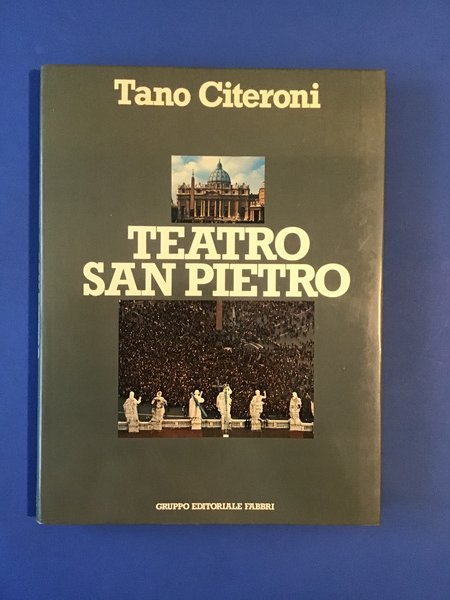 Tano Citeroni
TEATRO
SAN PIETRO
GRUPPO EDITORIALE FABBRI